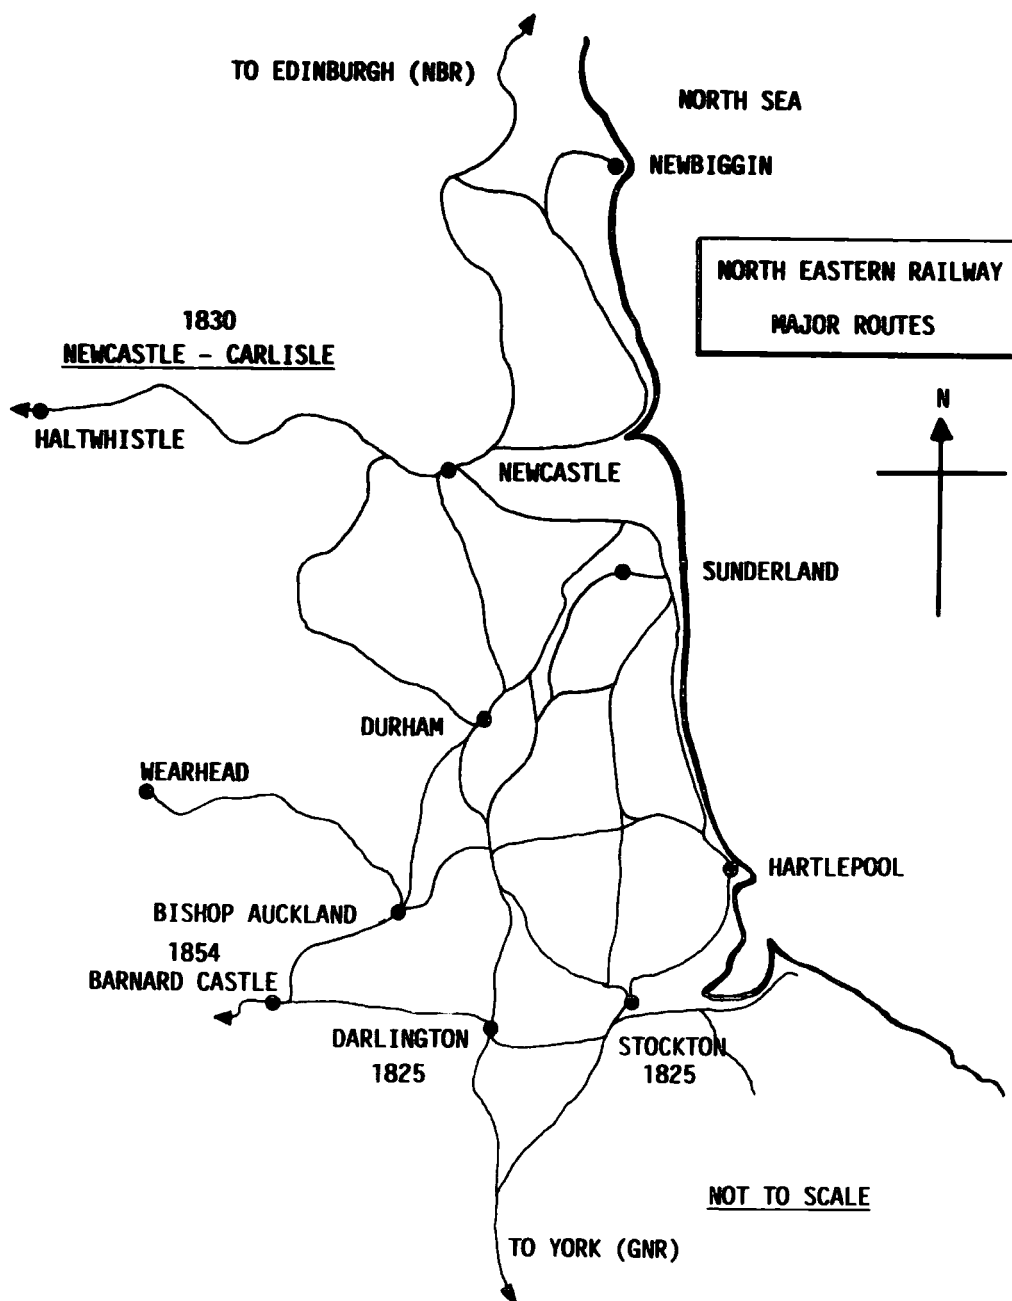 TO EDINBURGH (NBR)
NORTH SEA
NEWBIGGIN
NORTH EASTERN RAILWAY
MAJOR ROUTES
1830
NEWCASTLE - CARLISLE
N
HALTWHISTLE
NEWCASTLE
SUNDERLAND
DURHAM
WEARHEAD
HARTLEPOOL
BISHOP AUCKLAND
1854
BARNARD CASTLE
DARLINGTON
1825
STOCKTON
1825
NOT TO SCALE
TO YORK (GNR)